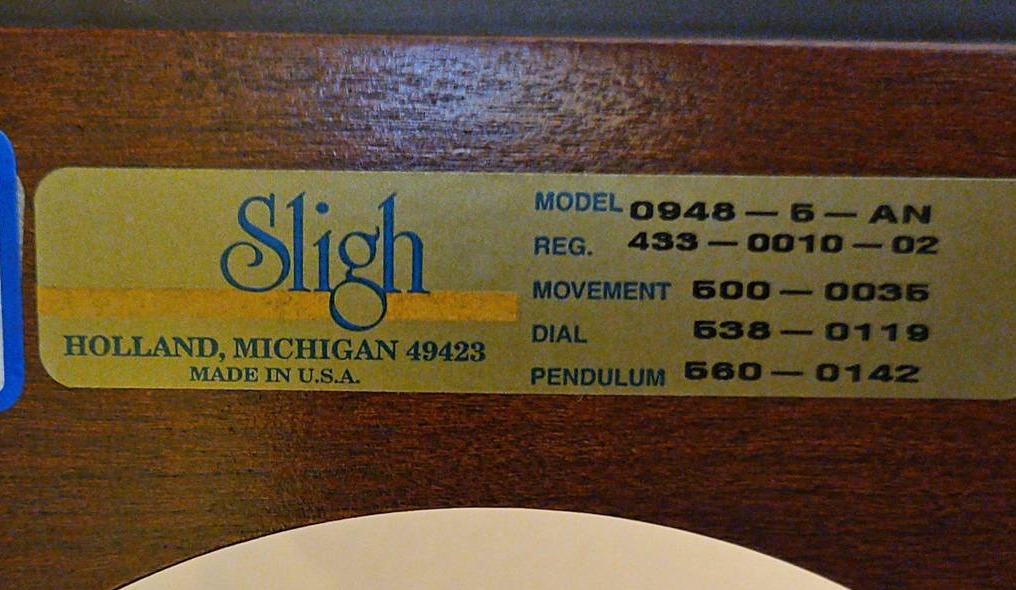 Sligh
HOLLAND, MICHIGAN 49423
MADE IN U.S.A.
MODEL 0948 — 5 — AN
REG. 433 — 0010 — 02
MOVEMENT 500 — 0035
DIAL 538 — 0119
PENDULUM 560 — 0142